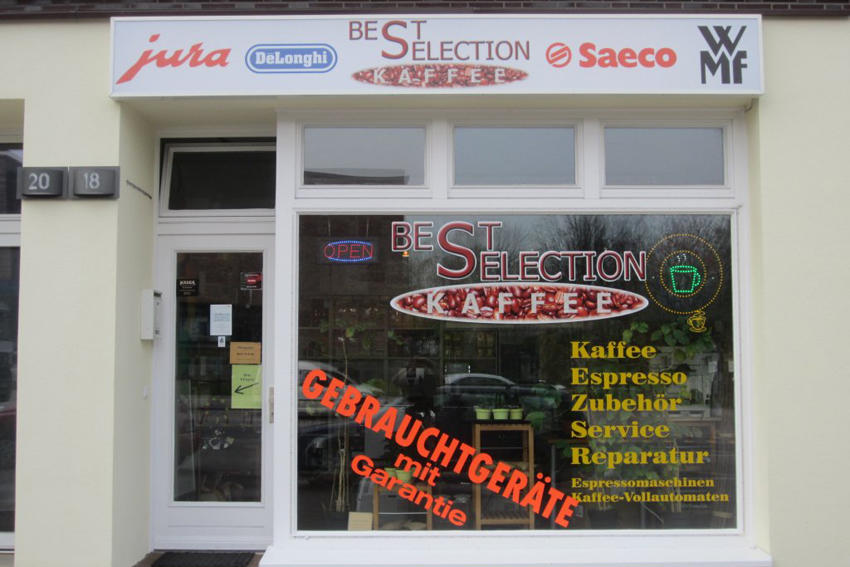 jura
DeLonghi
BEST SELECTION
KAFFEE
Saeco
WMF
20
18
OPEN
BEST
SELECTION
KAFFEE
Kaffee
Espresso
Zubehör
Service
Reparatur
Espressomaschinen
Kaffee-Vollautomaten
GEBRAUCHTGERÄTE
mit
Garantie